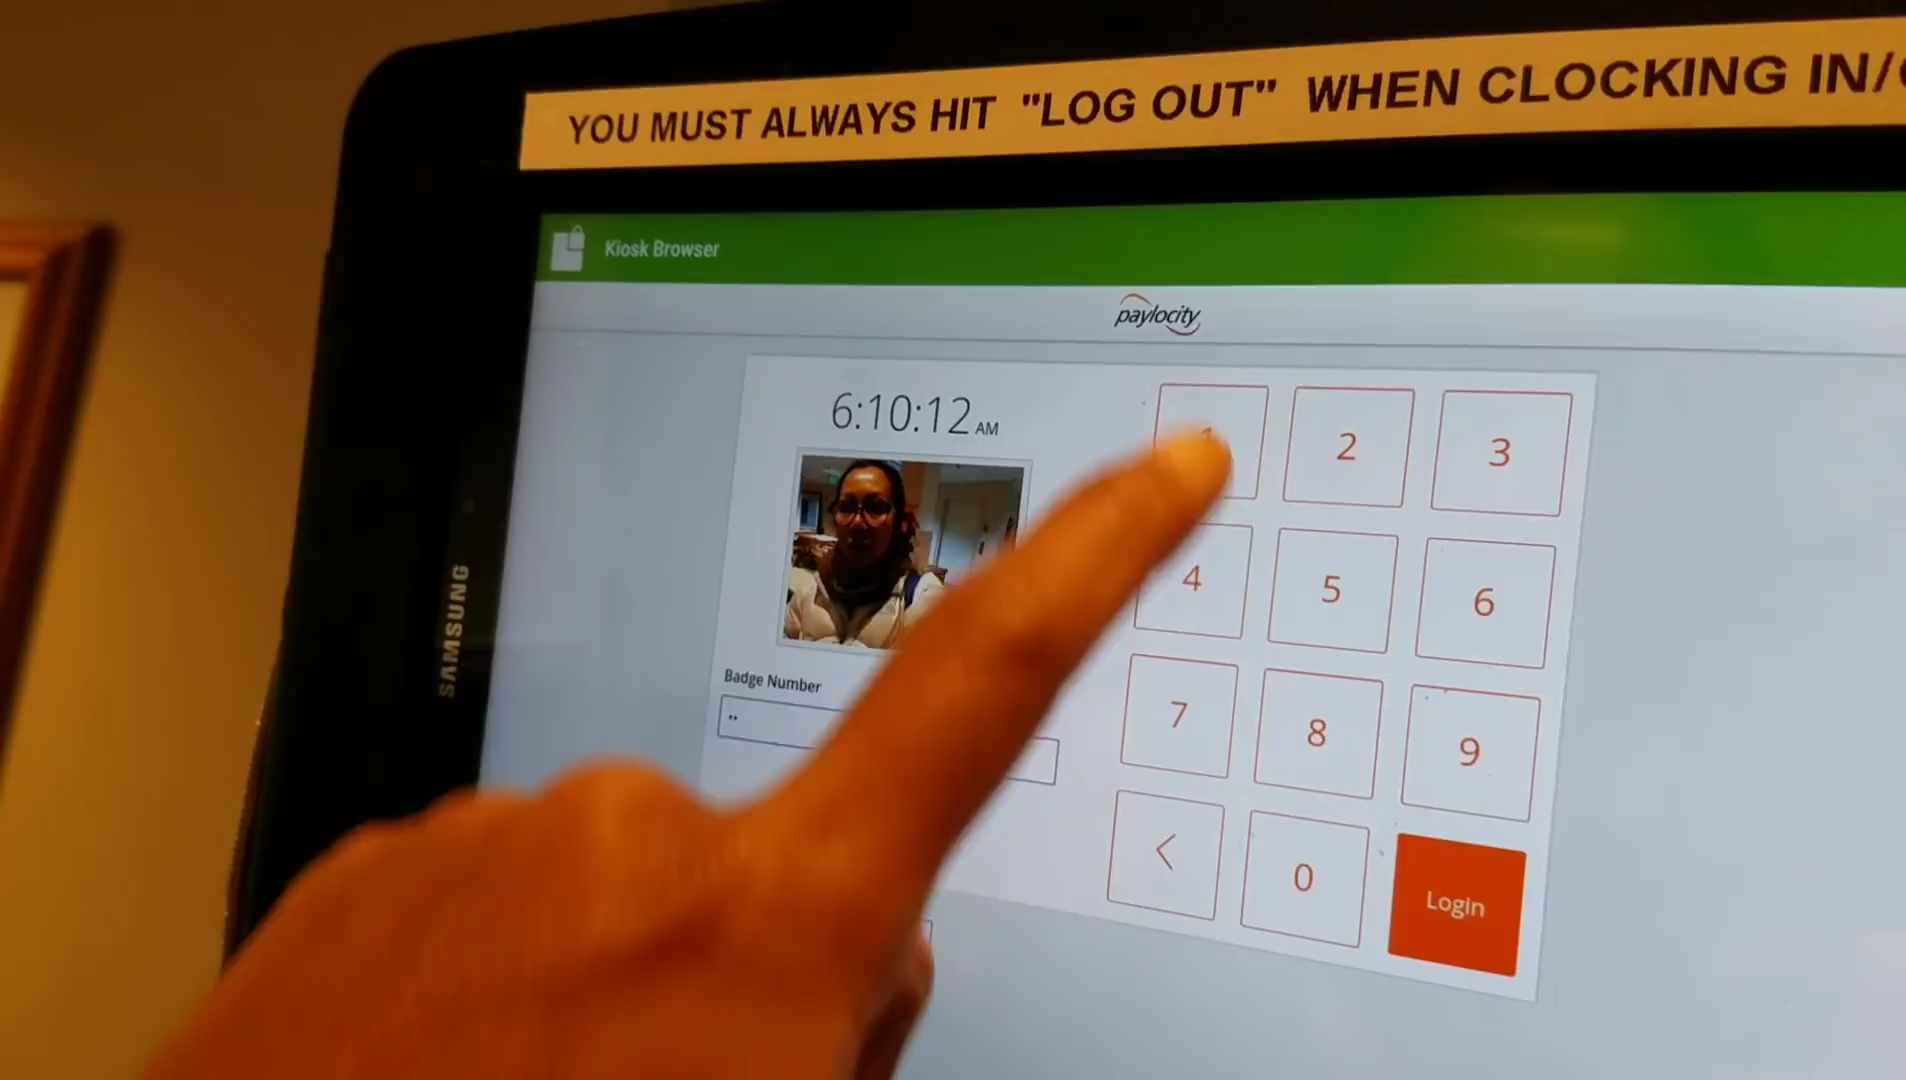 YOU MUST ALWAYS HIT "LOG OUT" WHEN CLOCKING IN/
Kiosk Browser
paylocity
6:10:12 AM
1 2 3
4 5 6
7 8 9
< 0 Login
Badge Number
••
SAMSUNG